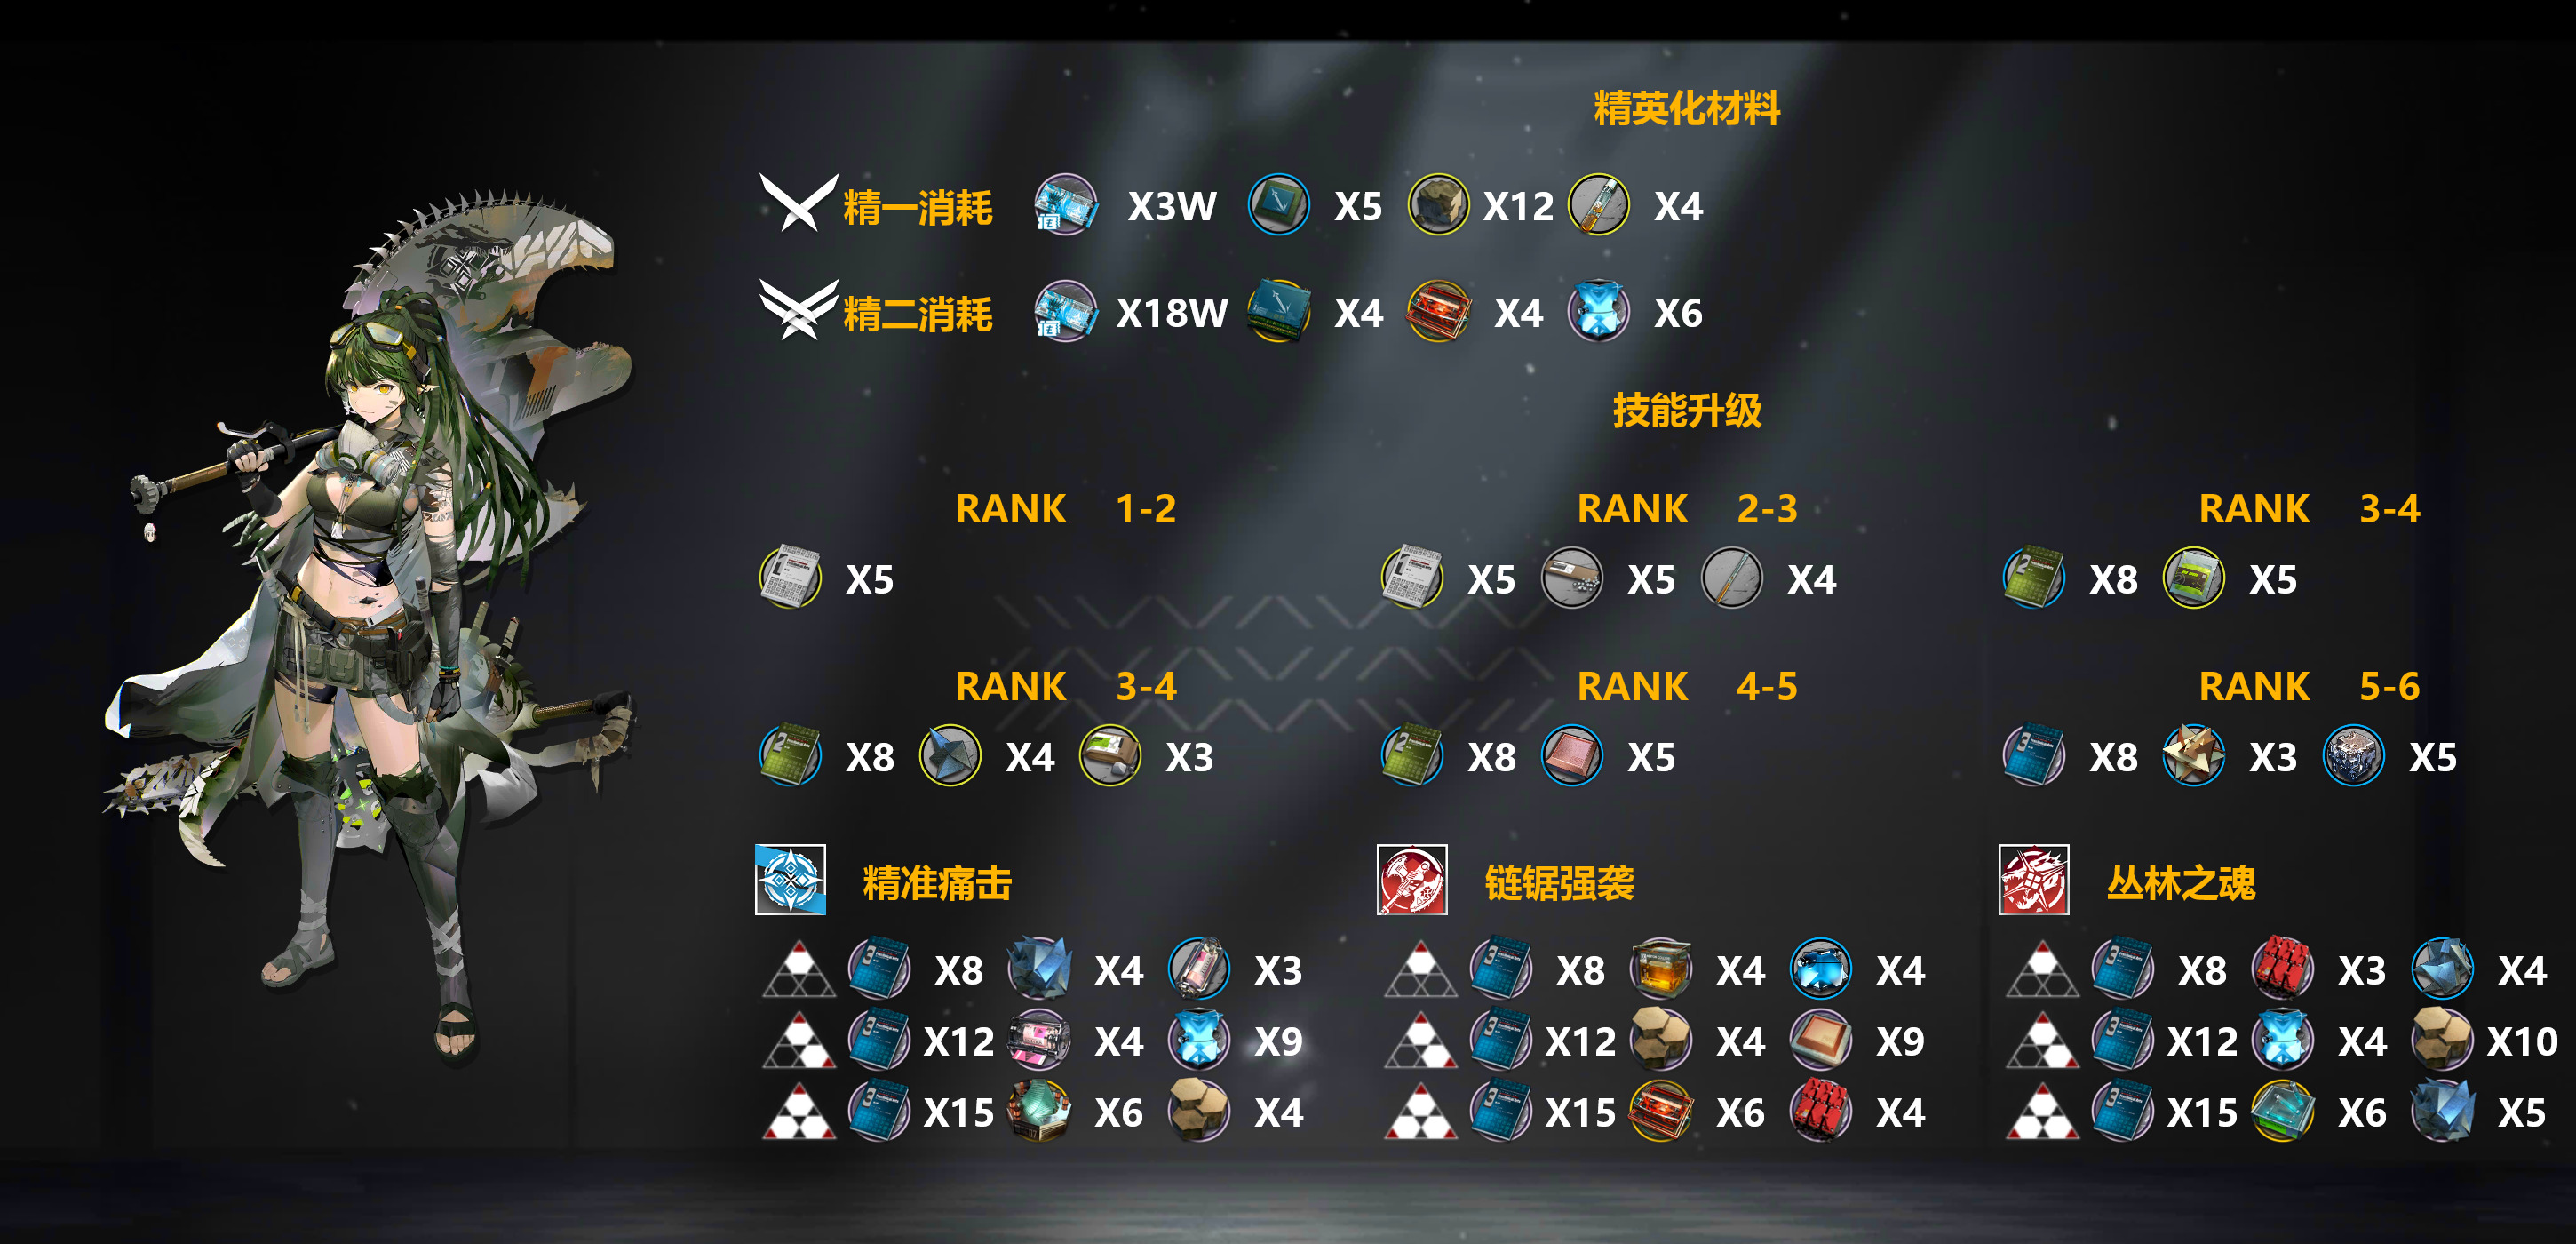 精英化材料
精一消耗 X3W X5 X12 X4
精二消耗 X18W X4 X4 X6
技能升级
RANK 1-2
X5
RANK 2-3
X5 X5 X4
RANK 3-4
X8 X5
RANK 3-4
X8 X4 X3
RANK 4-5
X8 X5
RANK 5-6
X8 X3 X5
精准痛击
X8 X4 X3
X12 X4 X9
X15 X6 X4
链锯强袭
X8 X4 X4
X12 X4 X9
X15 X6 X4
丛林之魂
X8 X3 X4
X12 X4 X10
X15 X6 X5